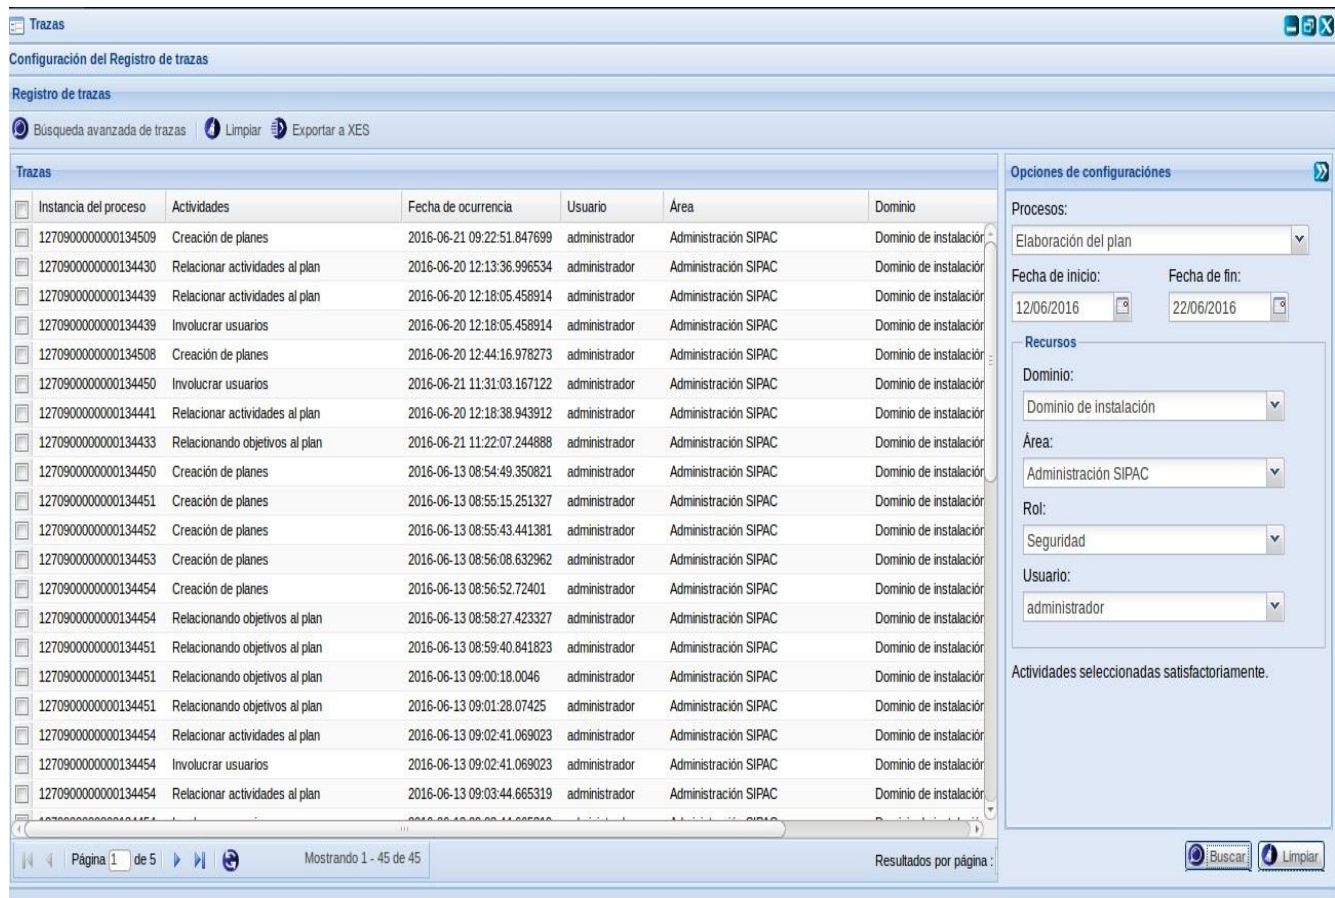 Trazas
Configuración del Registro de trazas
Registro de trazas
Búsqueda avanzada de trazas Limpiar Exportar a XES
Trazas
Instancia del proceso Actividades Fecha de ocurrencia Usuario Área Dominio
1270900000000134509 Creación de planes 2016-06-21 09:22:51.847699 administrador Administración SIPAC Dominio de instalación
1270900000000134430 Relacionar actividades al plan 2016-06-20 12:13:36.996534 administrador Administración SIPAC Dominio de instalación
1270900000000134439 Relacionar actividades al plan 2016-06-20 12:18:05.458914 administrador Administración SIPAC Dominio de instalación
1270900000000134439 Involucrar usuarios 2016-06-20 12:18:05.458914 administrador Administración SIPAC Dominio de instalación
1270900000000134508 Creación de planes 2016-06-20 12:44:16.978273 administrador Administración SIPAC Dominio de instalación
1270900000000134450 Involucrar usuarios 2016-06-21 11:31:03.167122 administrador Administración SIPAC Dominio de instalación
1270900000000134441 Relacionar actividades al plan 2016-06-20 12:18:38.943912 administrador Administración SIPAC Dominio de instalación
1270900000000134433 Relacionando objetivos al plan 2016-06-21 11:22:07.244888 administrador Administración SIPAC Dominio de instalación
1270900000000134450 Creación de planes 2016-06-13 08:54:49.350821 administrador Administración SIPAC Dominio de instalación
1270900000000134451 Creación de planes 2016-06-13 08:55:15.251327 administrador Administración SIPAC Dominio de instalación
1270900000000134452 Creación de planes 2016-06-13 08:55:43.441381 administrador Administración SIPAC Dominio de instalación
1270900000000134453 Creación de planes 2016-06-13 08:56:08.632962 administrador Administración SIPAC Dominio de instalación
1270900000000134454 Creación de planes 2016-06-13 08:56:52.72401 administrador Administración SIPAC Dominio de instalación
1270900000000134454 Relacionando objetivos al plan 2016-06-13 08:58:27.423327 administrador Administración SIPAC Dominio de instalación
1270900000000134451 Relacionando objetivos al plan 2016-06-13 08:59:40.841823 administrador Administración SIPAC Dominio de instalación
1270900000000134451 Relacionando objetivos al plan 2016-06-13 09:00:18.0046 administrador Administración SIPAC Dominio de instalación
1270900000000134451 Relacionando objetivos al plan 2016-06-13 09:01:28.07425 administrador Administración SIPAC Dominio de instalación
1270900000000134454 Relacionar actividades al plan 2016-06-13 09:02:41.069023 administrador Administración SIPAC Dominio de instalación
1270900000000134454 Involucrar usuarios 2016-06-13 09:02:41.069023 administrador Administración SIPAC Dominio de instalación
1270900000000134454 Relacionar actividades al plan 2016-06-13 09:03:44.665319 administrador Administración SIPAC Dominio de instalación
Página 1 de 5 Mostrando 1 - 45 de 45 Resultados por página :
Opciones de configuraciónes
Procesos:
Elaboración del plan
Fecha de inicio: Fecha de fin:
12/06/2016 22/06/2016
Recursos
Dominio:
Dominio de instalación
Área:
Administración SIPAC
Rol:
Seguridad
Usuario:
administrador
Actividades seleccionadas satisfactoriamente.
Buscar Limpiar